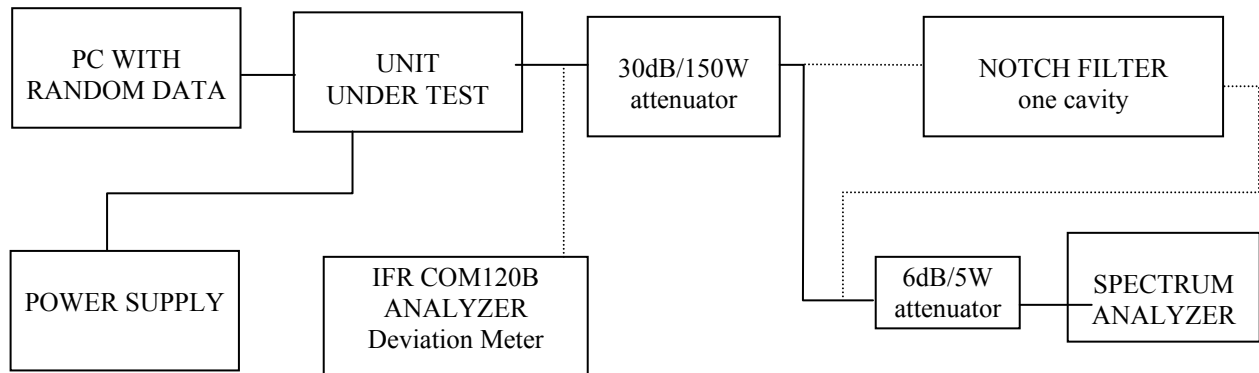 PC WITH
RANDOM DATA
UNIT
UNDER TEST
30dB/150W
attenuator
NOTCH FILTER
one cavity
POWER SUPPLY
IFR COM120B
ANALYZER
Deviation Meter
6dB/5W
attenuator
SPECTRUM
ANALYZER